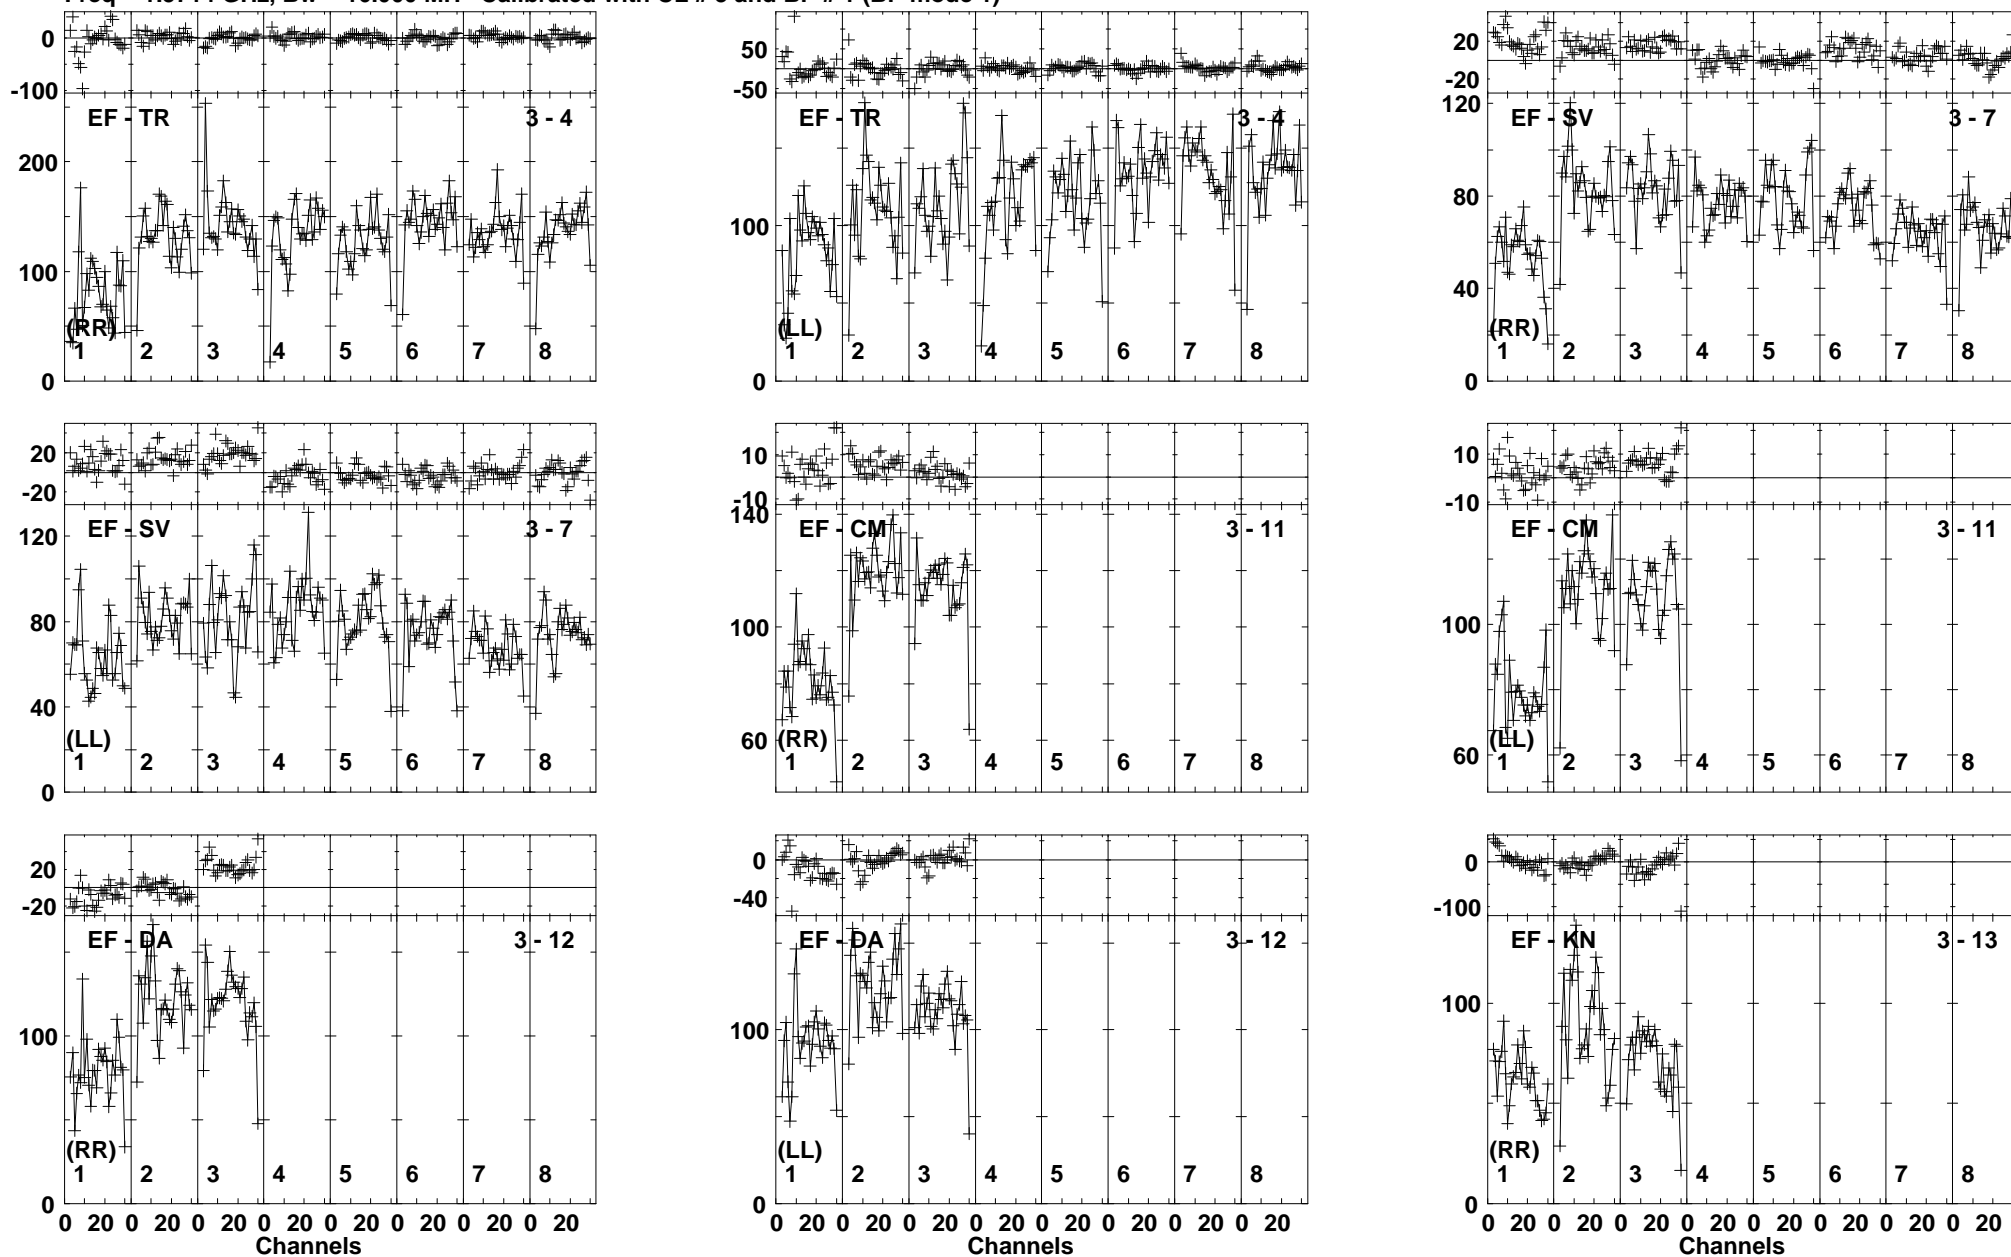 0 -100 EF - TR 3 - 4 200 100 0 (RR) 1 2 3 4 5 6 7 8
50 -50 EF - TR 3 - 4 100 0 (LL) 1 2 3 4 5 6 7 8
20 -20 120 EF - SV 3 - 7 80 40 0 (RR) 1 2 3 4 5 6 7 8
20 -20 EF - SV 3 - 7 120 80 40 0 (LL) 1 2 3 4 5 6 7 8
10 -10 140 EF - CM 3 - 11 100 60 (RR) 1 2 3 4 5 6 7 8
10 -10 EF - CM 3 - 11 100 60 (LL) 1 2 3 4 5 6 7 8
20 -20 EF - DA 3 - 12 100 0 (RR) 1 2 3 4 5 6 7 8
0 -40 EF - DA 3 - 12 100 0 (LL) 1 2 3 4 5 6 7 8
0 -100 EF - KN 3 - 13 100 0 (RR) 1 2 3 4 5 6 7 8
0 20 0 20 0 20 0 20 0 20 0 20 0 20 0 20
Channels
0 20 0 20 0 20 0 20 0 20 0 20 0 20 0 20
Channels
0 20 0 20 0 20 0 20 0 20 0 20 0 20 0 20
Channels